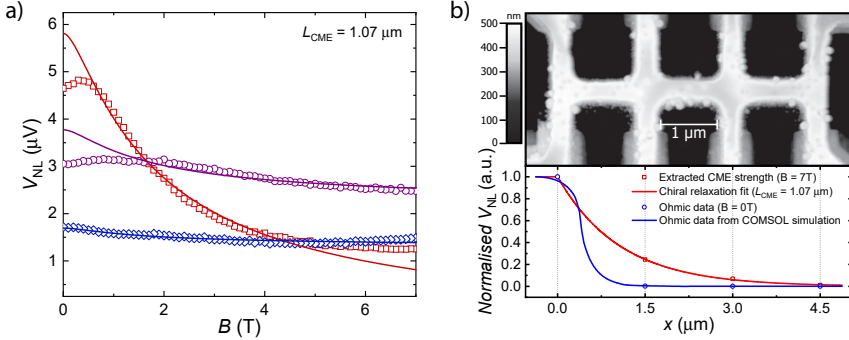 a)
L_CME = 1.07 μm
V_NL (μV)
6
5
4
3
2
1
0
2
4
6
B (T)
b)
nm
500
400
300
200
100
0
1 μm
Normalised V_NL (a.u.)
1.0
0.8
0.6
0.4
0.2
0.0
Extracted CME strength (B = 7T)
Chiral relaxation fit (L_CME = 1.07 μm)
Ohmic data (B = 0T)
Ohmic data from COMSOL simulation
0.0
1.5
3.0
4.5
x (μm)